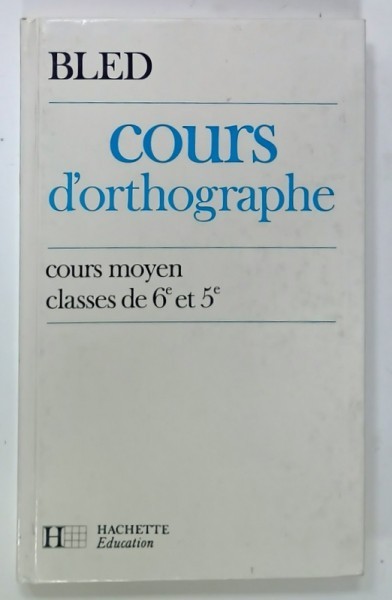 BLED
cours
d'orthographe
cours moyen
classes de 6e et 5e
H HACHETTE
Education